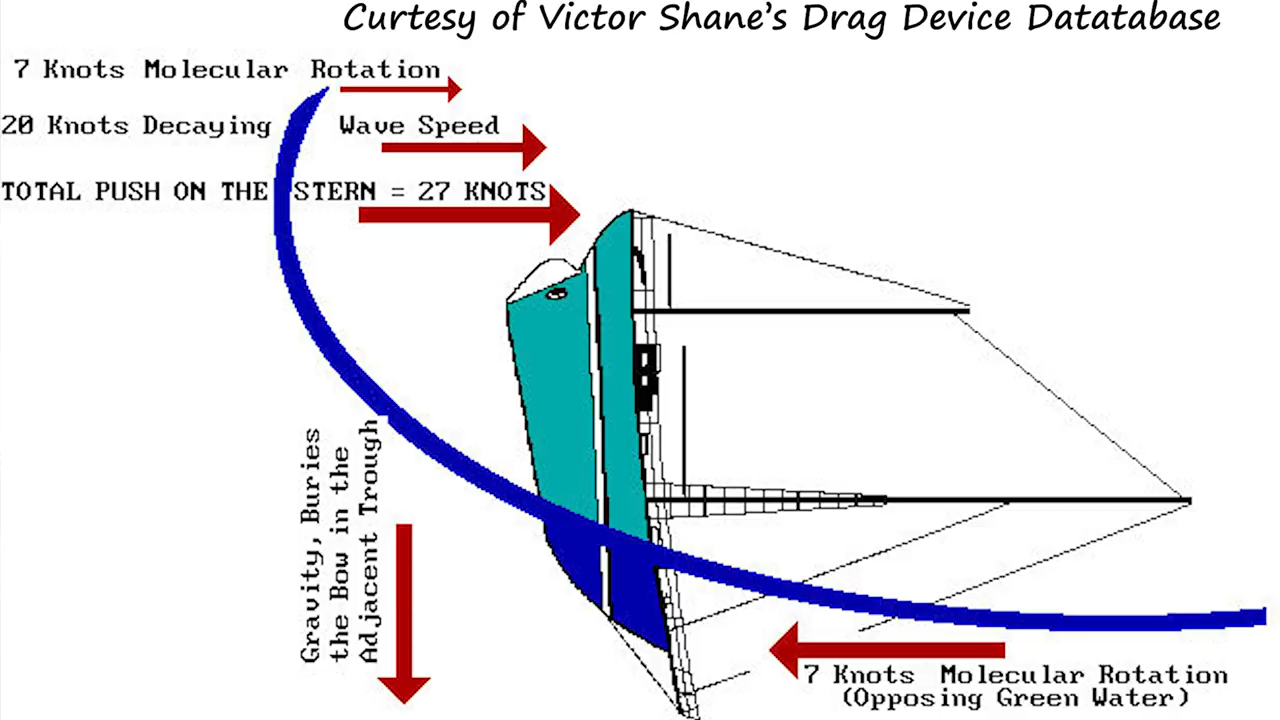 Curtesy of Victor Shane's Drag Device Datatabase
7 Knots Molecular Rotation
20 Knots Decaying Wave Speed
TOTAL PUSH ON THE STERN = 27 KNOTS
Gravity, Buries
the Bow in the
Adjacent Trough
7 Knots Molecular Rotation
(Opposing Green Water)